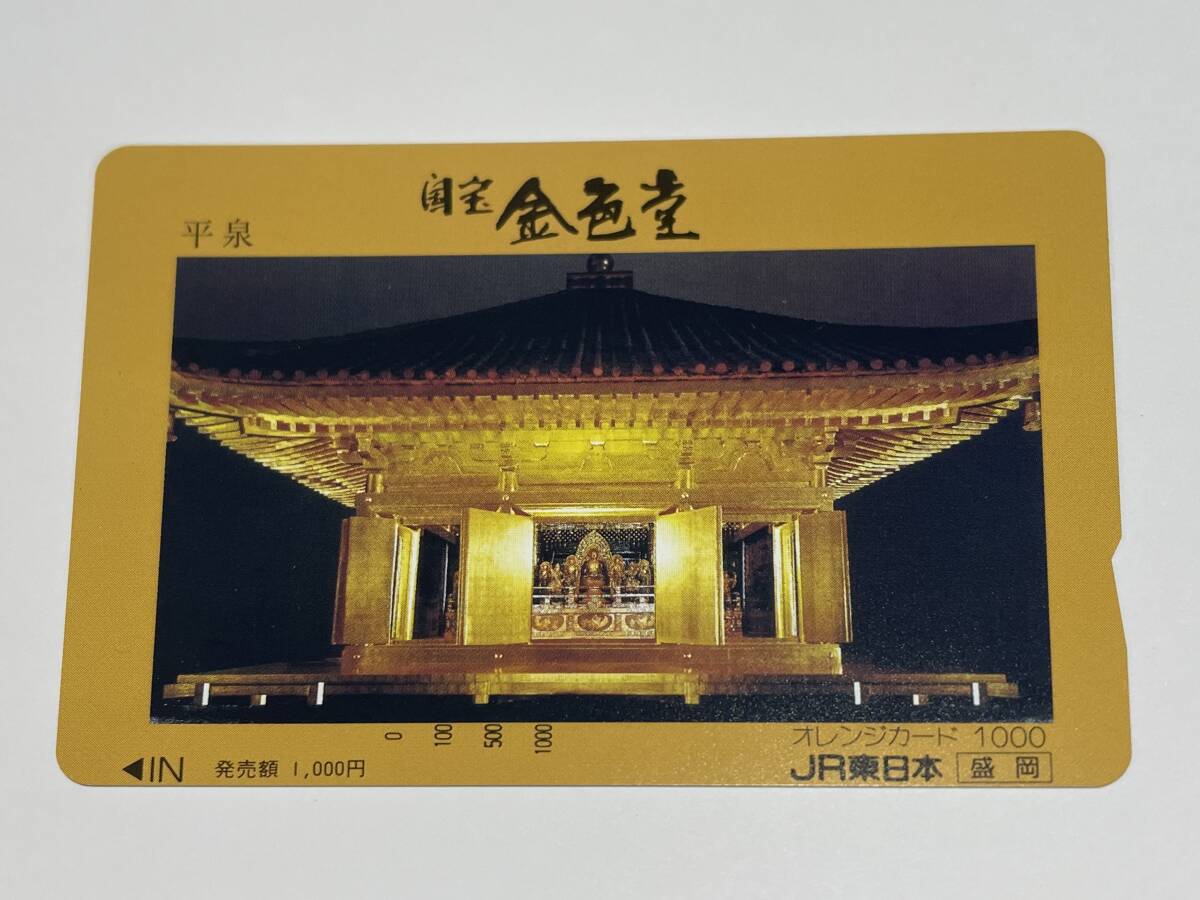 国宝 金色堂
平泉
0 100 500 1000
オレンジカード 1000
◀IN 発売額 1,000円
JR東日本 盛岡